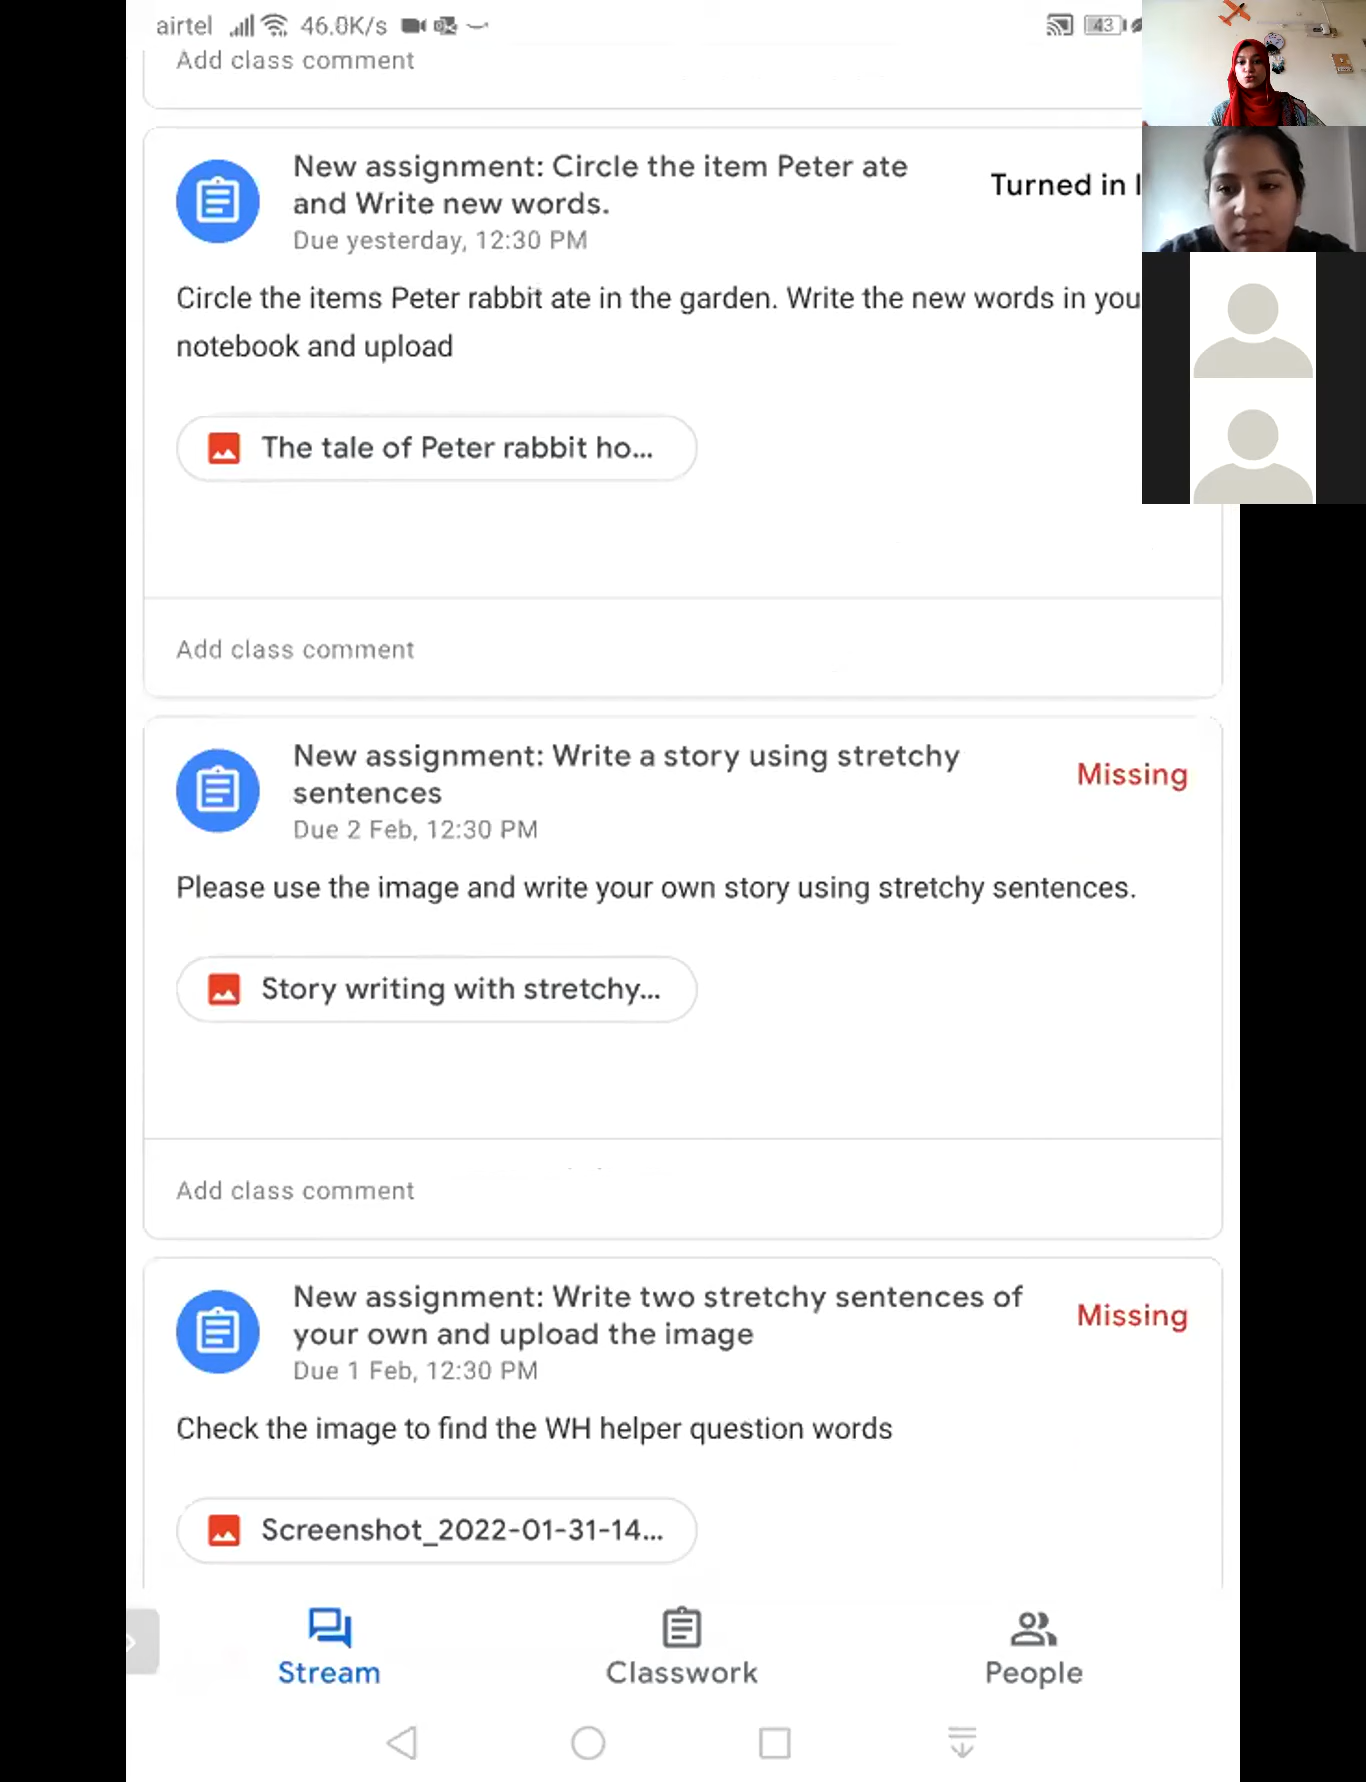 airtel 46.0K/s 43
Add class comment
New assignment: Circle the item Peter ate
and Write new words.
Turned in l
Due yesterday, 12:30 PM
Circle the items Peter rabbit ate in the garden. Write the new words in you
notebook and upload
The tale of Peter rabbit ho...
Add class comment
New assignment: Write a story using stretchy
sentences
Missing
Due 2 Feb, 12:30 PM
Please use the image and write your own story using stretchy sentences.
Story writing with stretchy...
Add class comment
New assignment: Write two stretchy sentences of
your own and upload the image
Missing
Due 1 Feb, 12:30 PM
Check the image to find the WH helper question words
Screenshot_2022-01-31-14...
Stream Classwork People